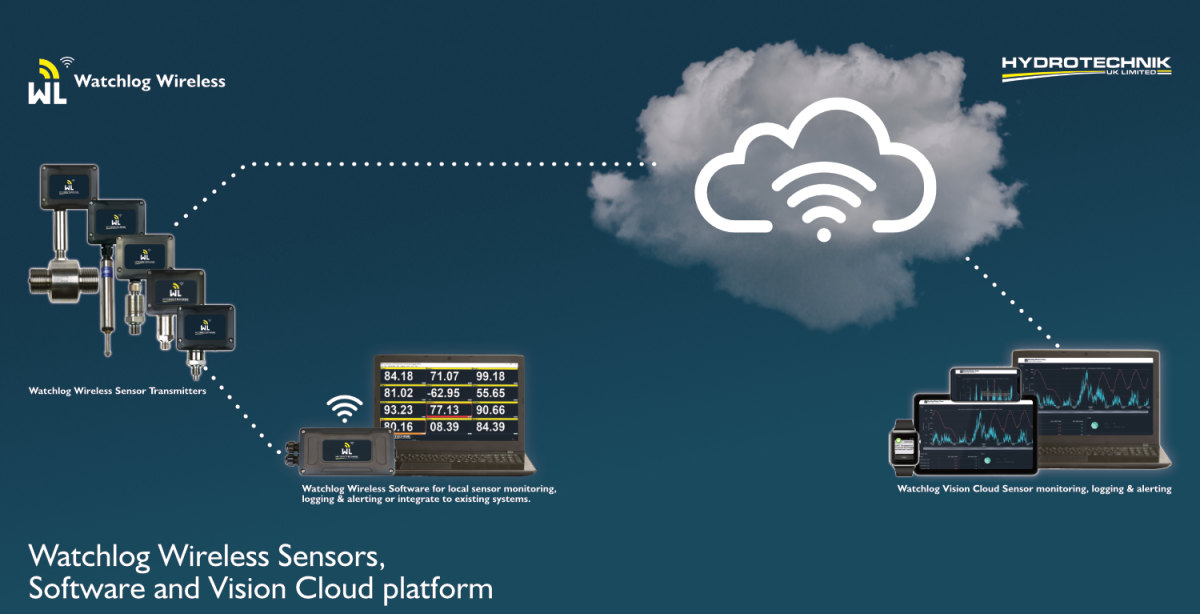 WL Watchlog Wireless
HYDROTECHNIK
UK LIMITED
WL
WL
WL
WL
WL
Watchlog Wireless Sensor Transmitters
84.18 71.07 99.18
81.02 -62.95 55.65
93.23 77.13 90.66
80.16 08.39 84.39
WL
Watchlog Wireless Software for local sensor monitoring,
logging & alerting or integrate to existing systems.
Watchlog Vision Cloud Sensor monitoring, logging & alerting
Watchlog Wireless Sensors,
Software and Vision Cloud platform